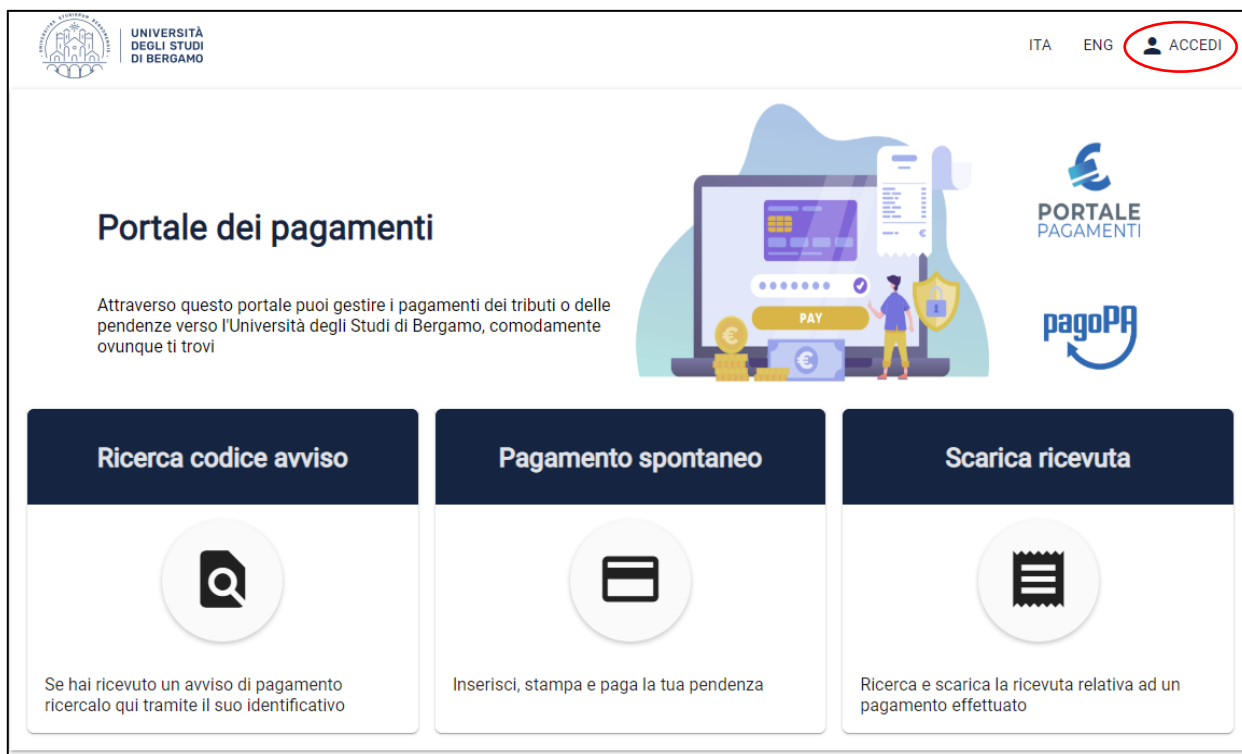 UNIVERSITÀ
DEGLI STUDI
DI BERGAMO
ITA ENG ACCEDI
Portale dei pagamenti
Attraverso questo portale puoi gestire i pagamenti dei tributi o delle
pendenze verso l'Università degli Studi di Bergamo, comodamente
ovunque ti trovi
PAY
PORTALE
PAGAMENTI
pagoPA
Ricerca codice avviso
Se hai ricevuto un avviso di pagamento
ricercalo qui tramite il suo identificativo
Pagamento spontaneo
Inserisci, stampa e paga la tua pendenza
Scarica ricevuta
Ricerca e scarica la ricevuta relativa ad un
pagamento effettuato